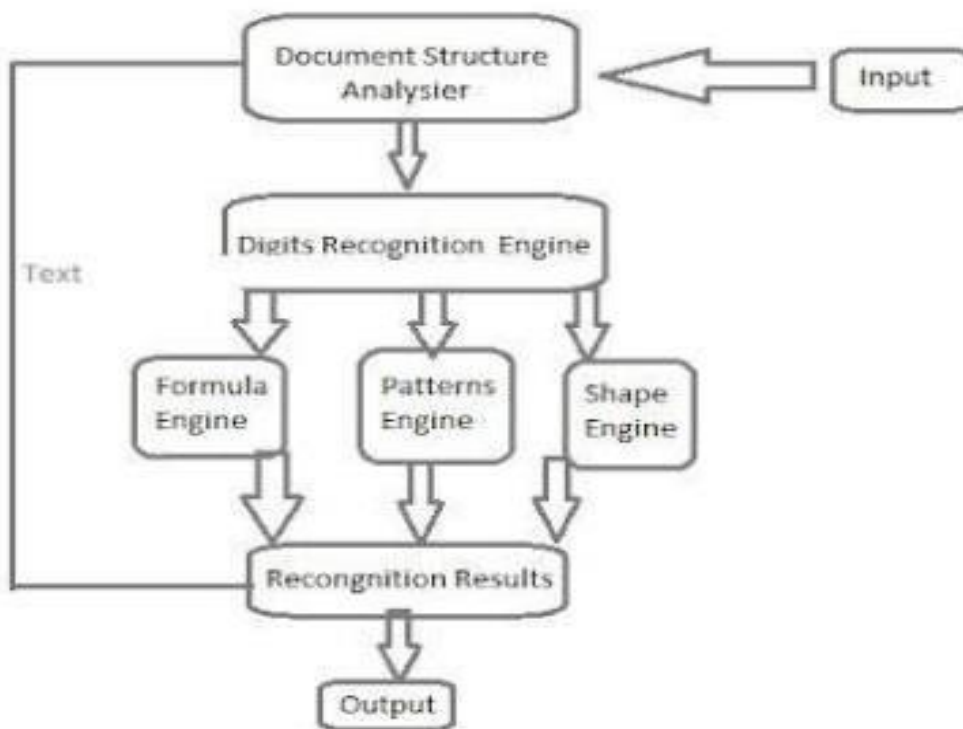 Document Structure
Analysier
Input
Digits Recognition Engine
Text
Formula
Engine
Patterns
Engine
Shape
Engine
Recongnition Results
Output